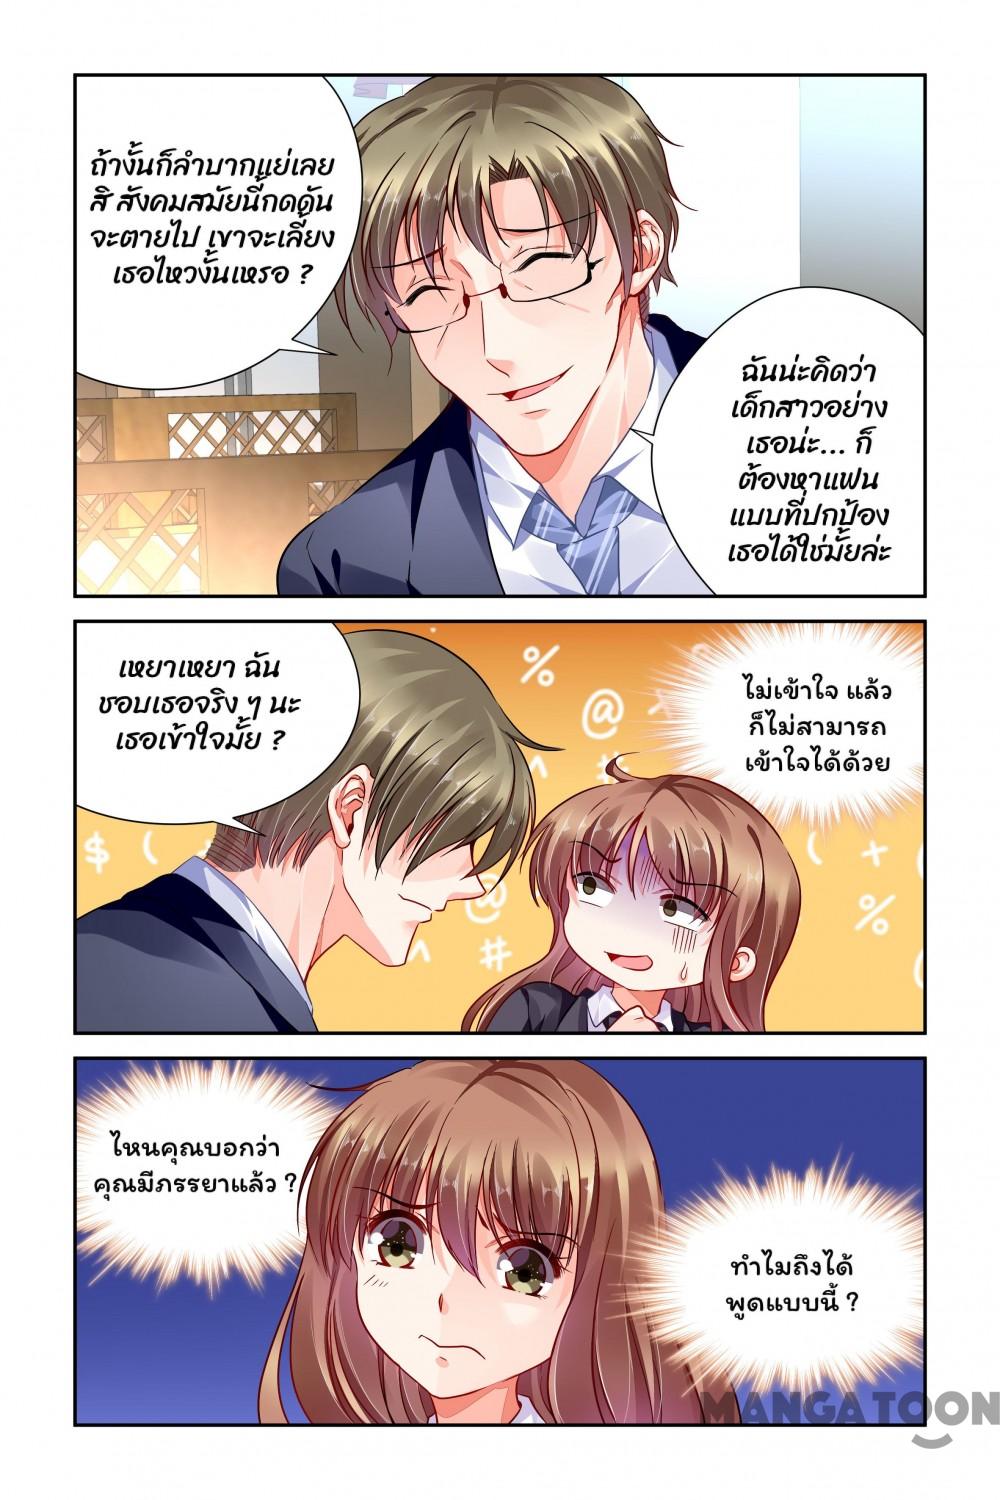 ถ้างั้นก็ลำบากแย่เลย
สิ สังคมสมัยนี้กดดัน
จะตายไป เขาจะเลี้ยง
เธอไหวงั้นเหรอ ?
ฉันน่ะคิดว่า
เด็กสาวอย่าง
เธอน่ะ... ก็
ต้องหาแฟน
แบบที่ปกป้อง
เธอได้ใช่มั้ยล่ะ
เหยาเหยา ฉัน
ชอบเธอจริง ๆ นะ
เธอเข้าใจมั้ย ?
ไม่เข้าใจ แล้ว
ก็ไม่สามารถ
เข้าใจได้ด้วย
ไหนคุณบอกว่า
คุณมีภรรยาแล้ว ?
ทำไมถึงได้
พูดแบบนี้ ?
MANGATOON